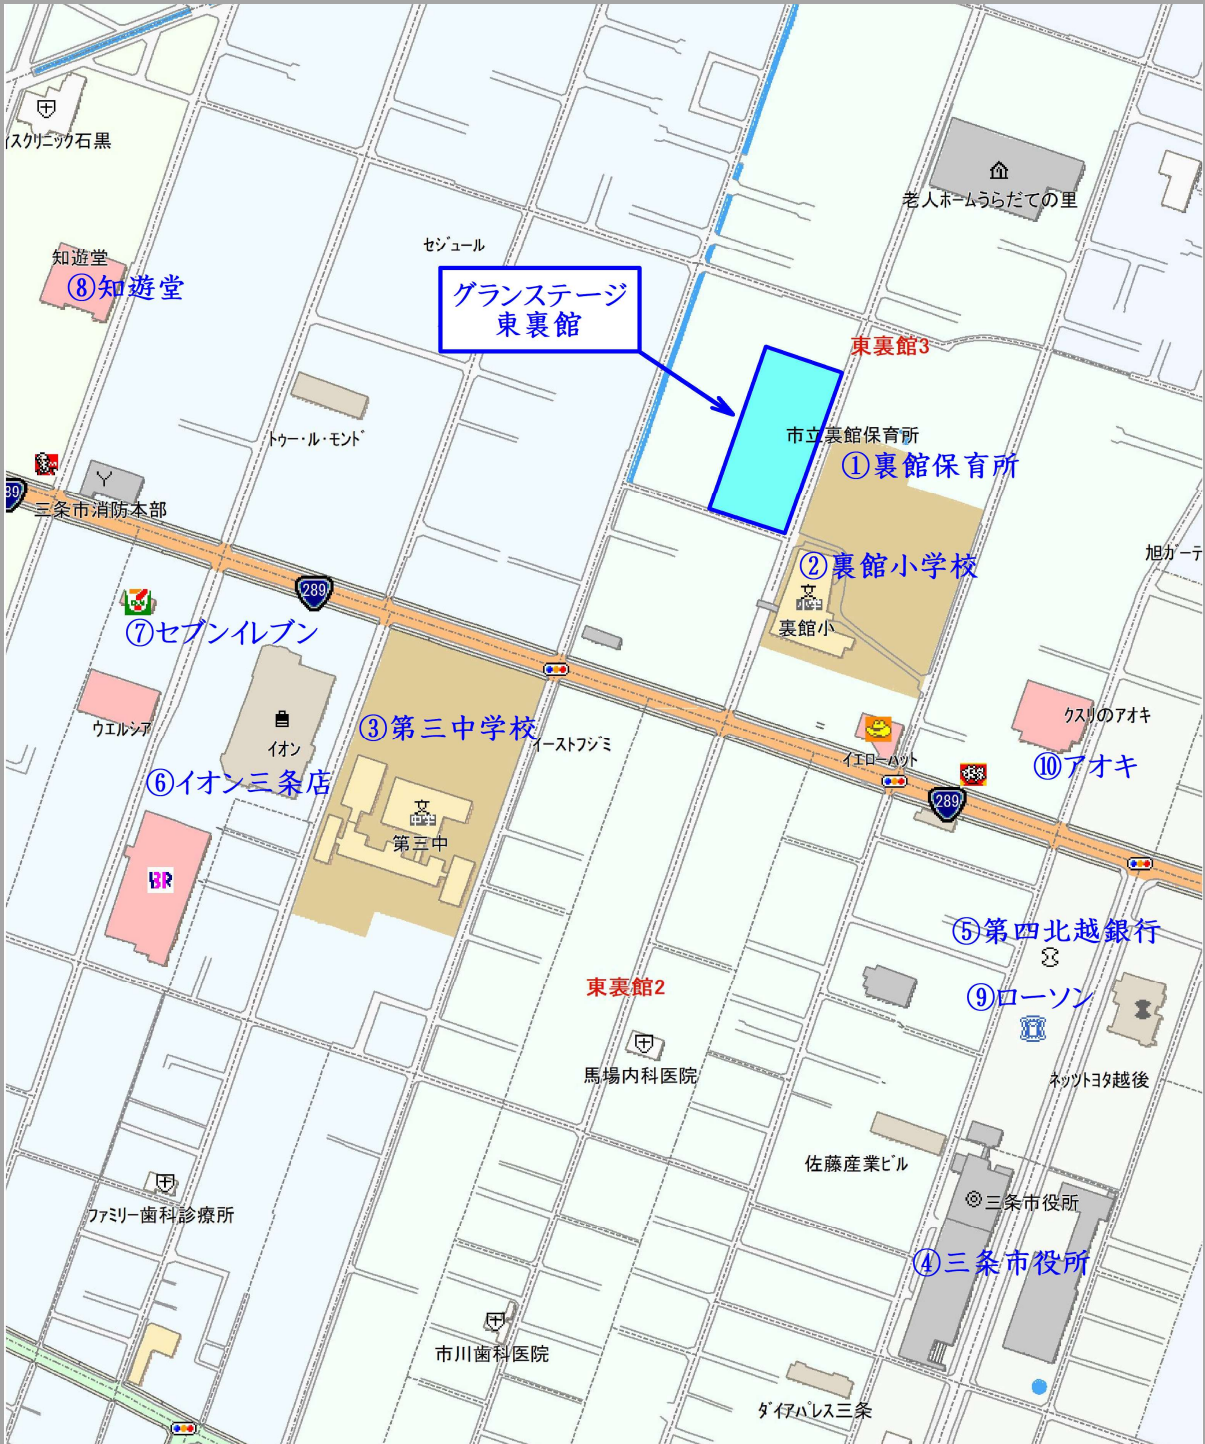 ィスクリニック石黒
老人ホームうらだての里
セジュール
知遊堂
⑧知遊堂
グランステージ
東裏館
東裏館3
市立裏館保育所
①裏館保育所
トゥー・ル・モンド
三条市消防本部
旭ガーデ
②裏館小学校
289
裏館小
⑦セブンイレブン
ウエルシア
③第三中学校
イーストフジミ
クスリのアオキ
イオン
イエローハット
⑩アオキ
⑥イオン三条店
289
第三中
BR
⑤第四北越銀行
東裏館2
⑨ローソン
馬場内科医院
ネッツトヨタ越後
佐藤産業ビル
三条市役所
ファミリー歯科診療所
④三条市役所
市川歯科医院
ダイアパレス三条